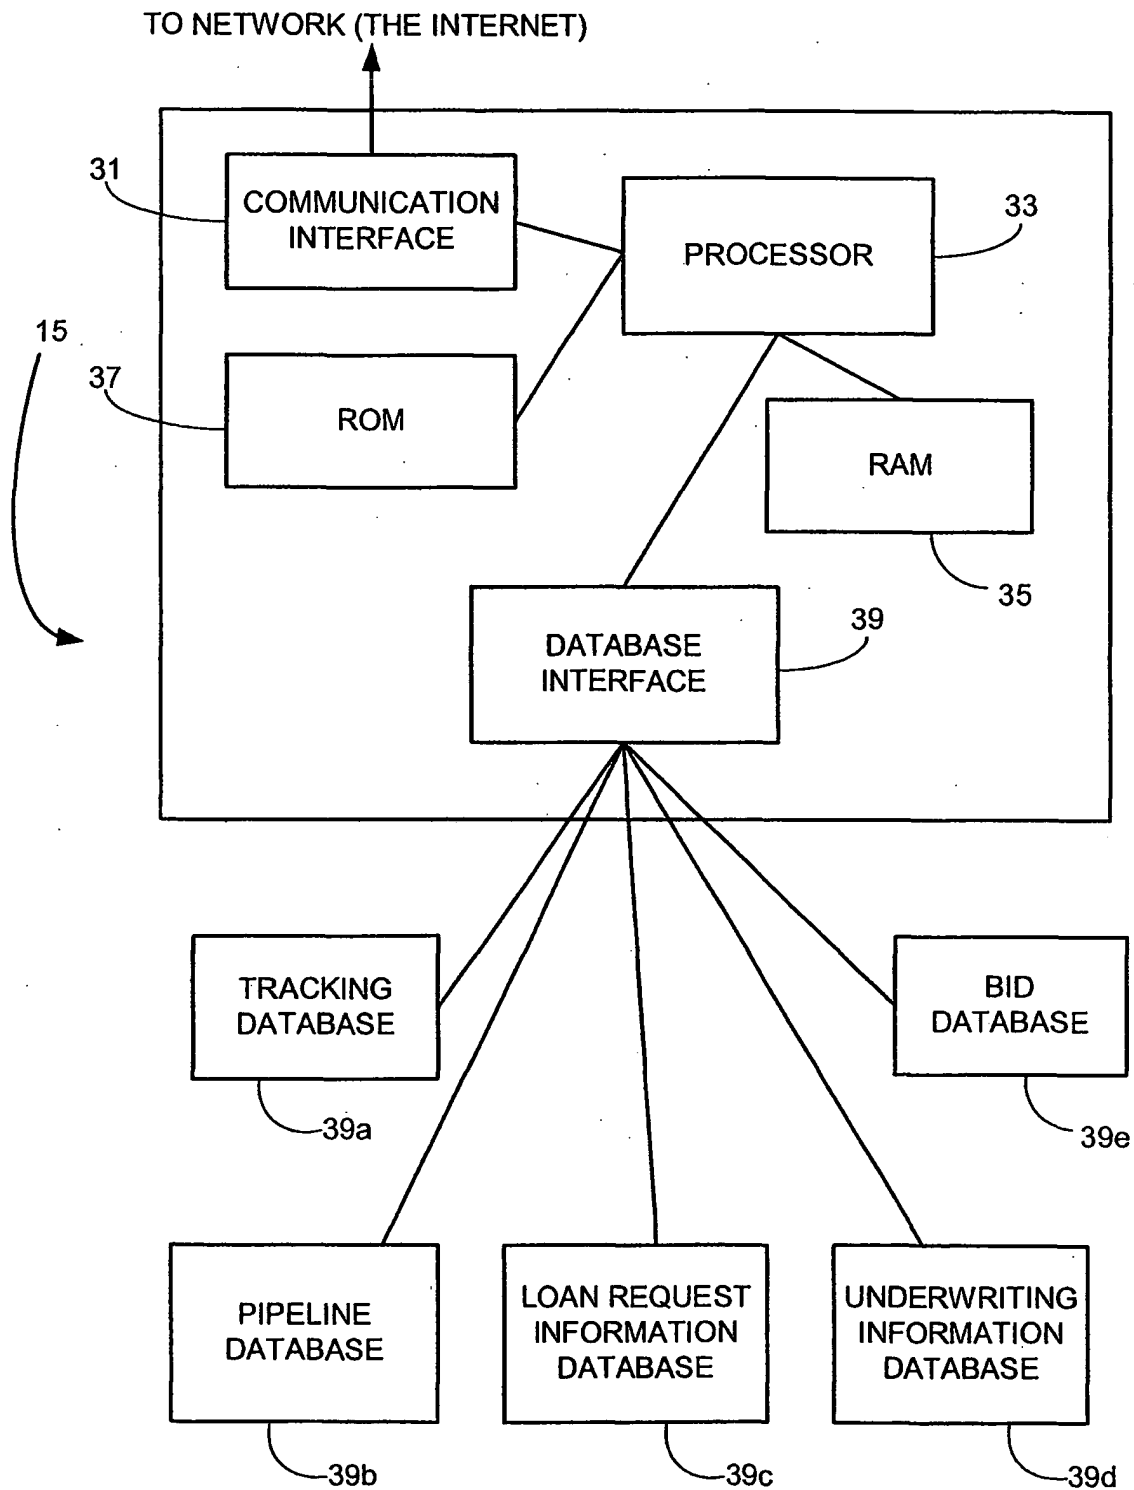 TO NETWORK (THE INTERNET)
31
COMMUNICATION
INTERFACE
PROCESSOR
33
15
37
ROM
RAM
35
DATABASE
INTERFACE
39
TRACKING
DATABASE
39a
BID
DATABASE
39e
PIPELINE
DATABASE
39b
LOAN REQUEST
INFORMATION
DATABASE
39c
UNDERWRITING
INFORMATION
DATABASE
39d